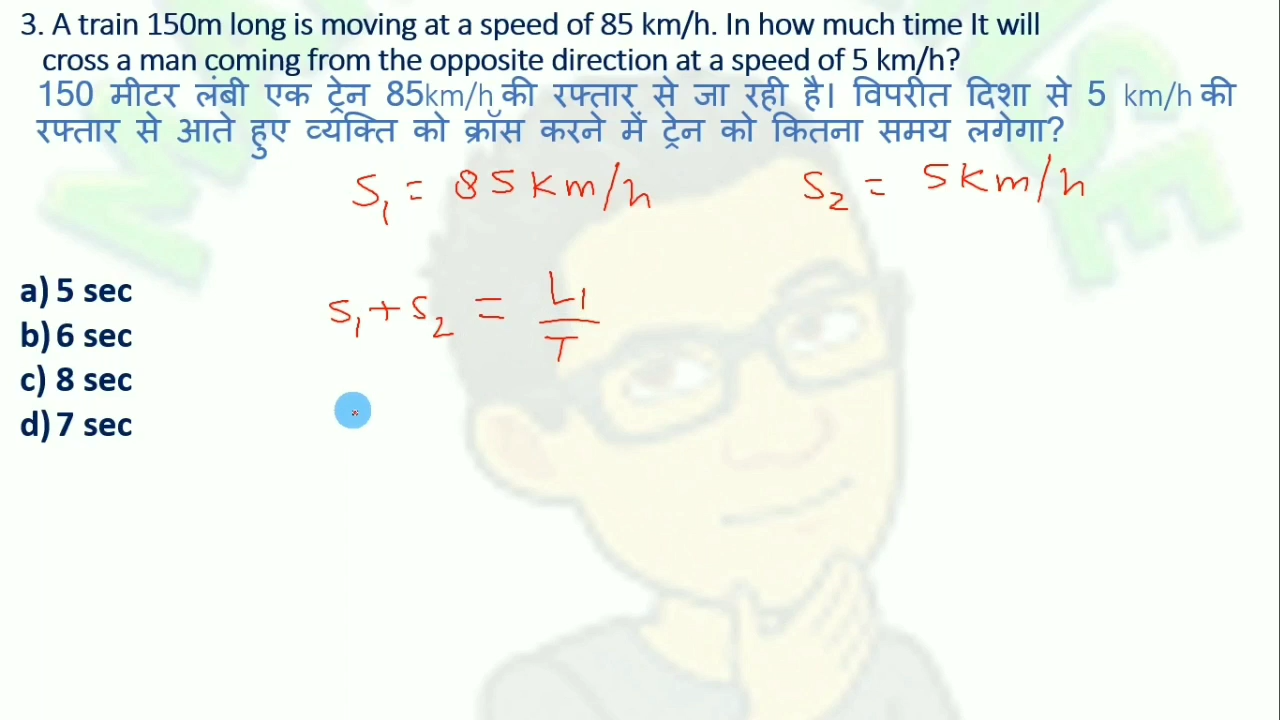 3. A train 150m long is moving at a speed of 85 km/h. In how much time It will
cross a man coming from the opposite direction at a speed of 5 km/h?
150 मीटर लंबी एक ट्रेन 85km/h की रफ्तार से जा रही है। विपरीत दिशा से 5 km/h की
रफ्तार से आते हुए व्यक्ति को क्रॉस करने में ट्रेन को कितना समय लगेगा?
S₁ = 85 km/h S₂ = 5 km/h
a) 5 sec
S₁ + S₂ = L₁/T
b) 6 sec
c) 8 sec
d) 7 sec